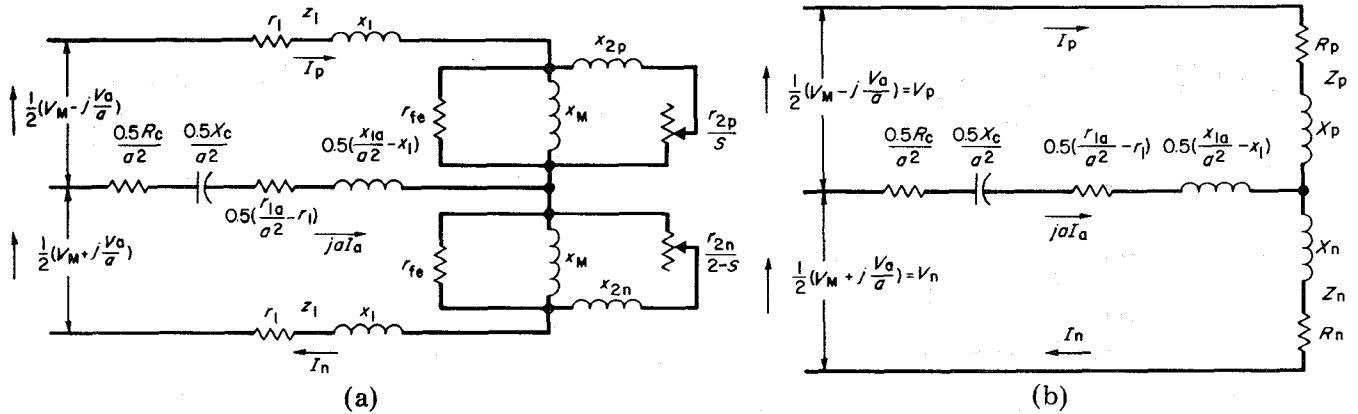 r1 z1 x1
Ip
x2p
½(VM-j Va/a)
rfe
xM
r2p/s
0.5Rc/a2
0.5Xc/a2
0.5(x1a/a2-x1)
0.5(r1a/a2-r1)
jaIa
½(VM+j Va/a)
rfe
xM
r2n/2-s
x2n
r1 z1 x1
In
(a)
Ip
Rp
Zp
½(VM-j Va/a)=Vp
Xp
0.5Rc/a2
0.5Xc/a2
0.5(r1a/a2-r1)
0.5(x1a/a2-x1)
jaIa
Xn
½(VM+j Va/a)=Vn
Zn
In
Rn
(b)